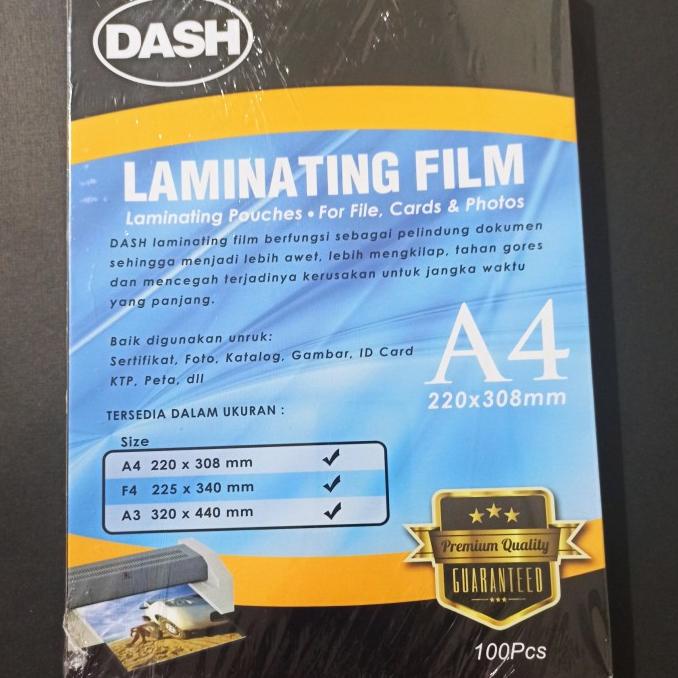 DASH
LAMINATING FILM
Laminating Pouches • For File, Cards & Photos
DASH laminating film berfungsi sebagai pelindung dokumen
sehingga menjadi lebih awet, lebih mengkilap, tahan gores
dan mencegah terjadinya kerusakan untuk jangka waktu
yang panjang.
Baik digunakan unruk:
Sertifikat, Foto, Katalog, Gambar, ID Card
KTP, Peta, dll
A4
220x308mm
TERSEDIA DALAM UKURAN :
Size
A4 220 x 308 mm ✓
F4 225 x 340 mm ✓
A3 320 x 440 mm ✓
Premium Quality
GUARANTEED
100Pcs